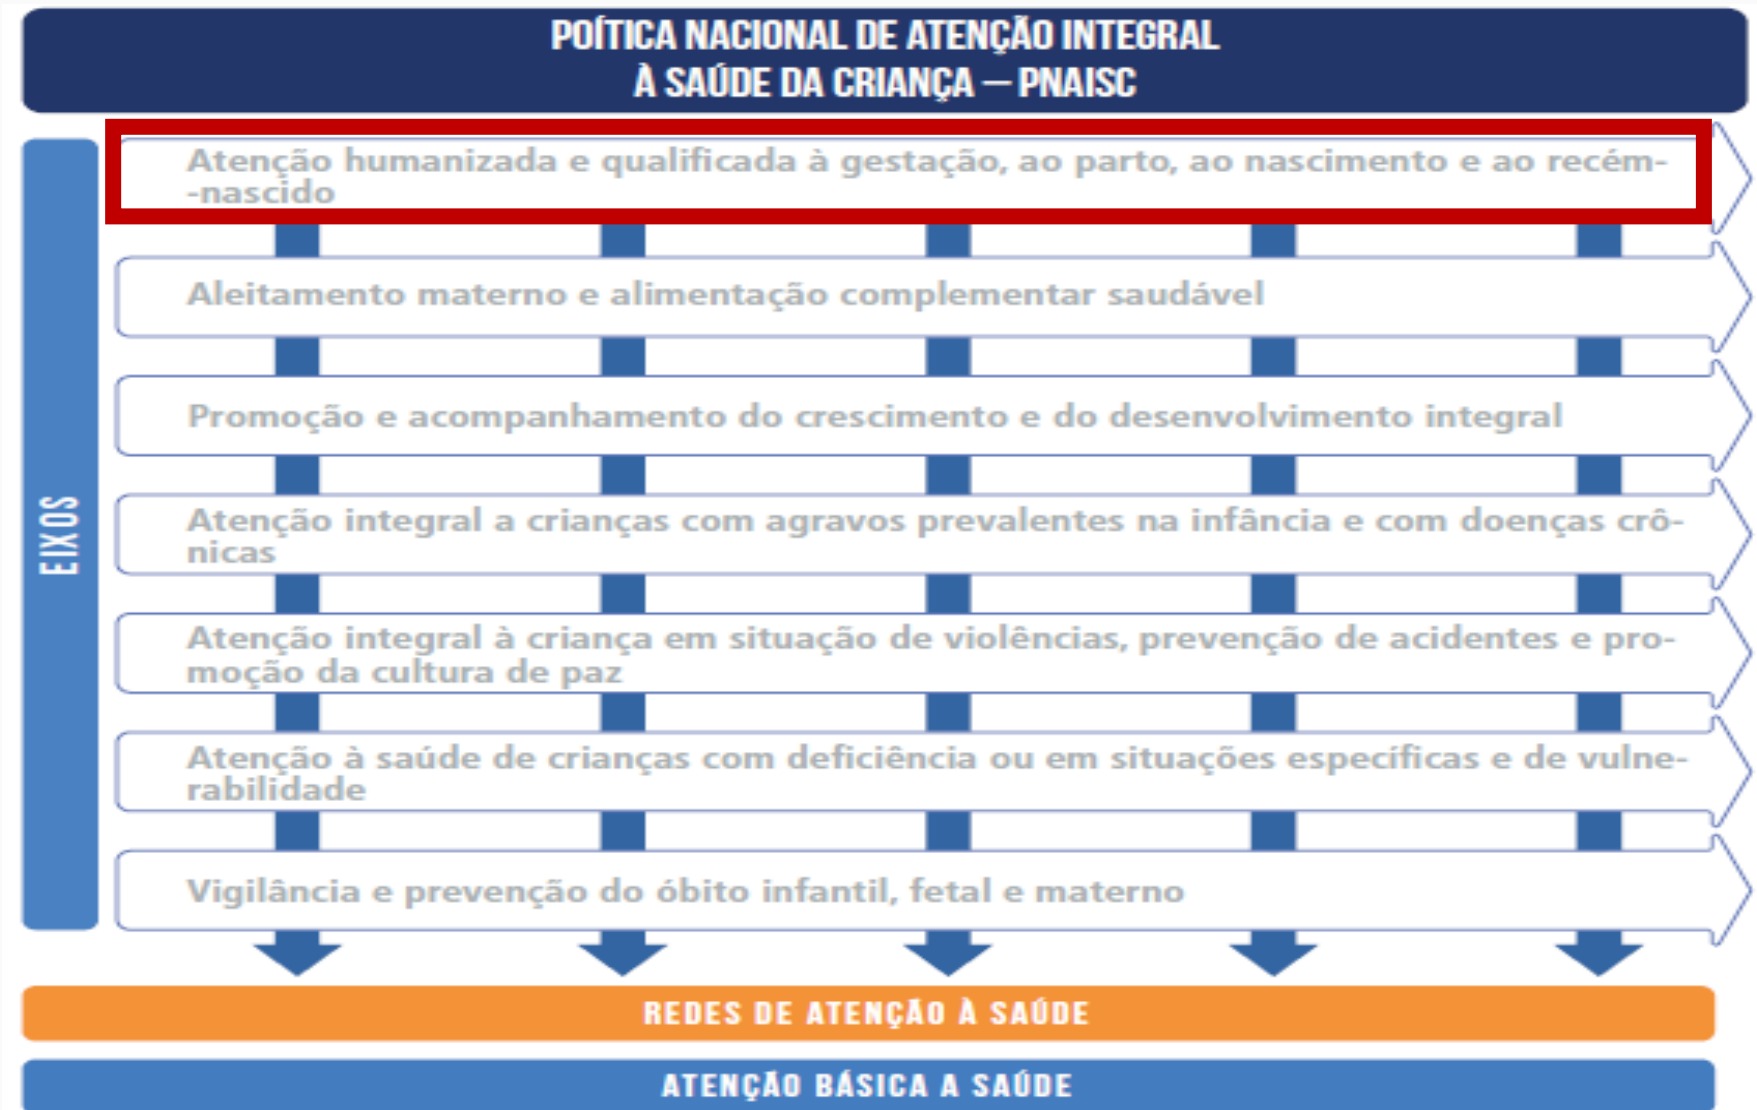 POÍTICA NACIONAL DE ATENÇÃO INTEGRAL
À SAÚDE DA CRIANÇA — PNAISC
EIXOS
Atenção humanizada e qualificada à gestação, ao parto, ao nascimento e ao recém-
-nascido
Aleitamento materno e alimentação complementar saudável
Promoção e acompanhamento do crescimento e do desenvolvimento integral
Atenção integral a crianças com agravos prevalentes na infância e com doenças crô-
nicas
Atenção integral à criança em situação de violências, prevenção de acidentes e pro-
moção da cultura de paz
Atenção à saúde de crianças com deficiência ou em situações específicas e de vulne-
rabilidade
Vigilância e prevenção do óbito infantil, fetal e materno
REDES DE ATENÇÃO À SAÚDE
ATENÇÃO BÁSICA A SAÚDE